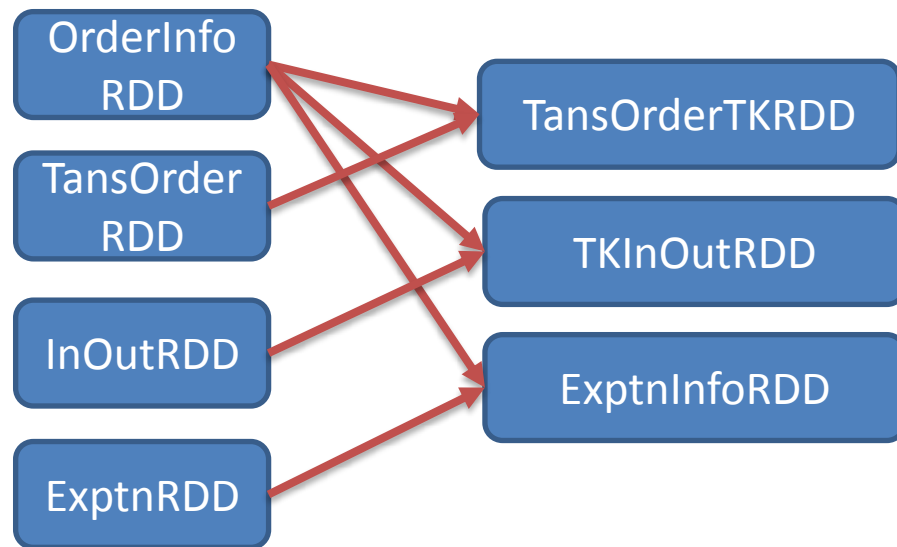 OrderInfo
RDD
TansOrder
RDD
InOutRDD
ExptnRDD
TansOrderTKRDD
TKInOutRDD
ExptnInfoRDD